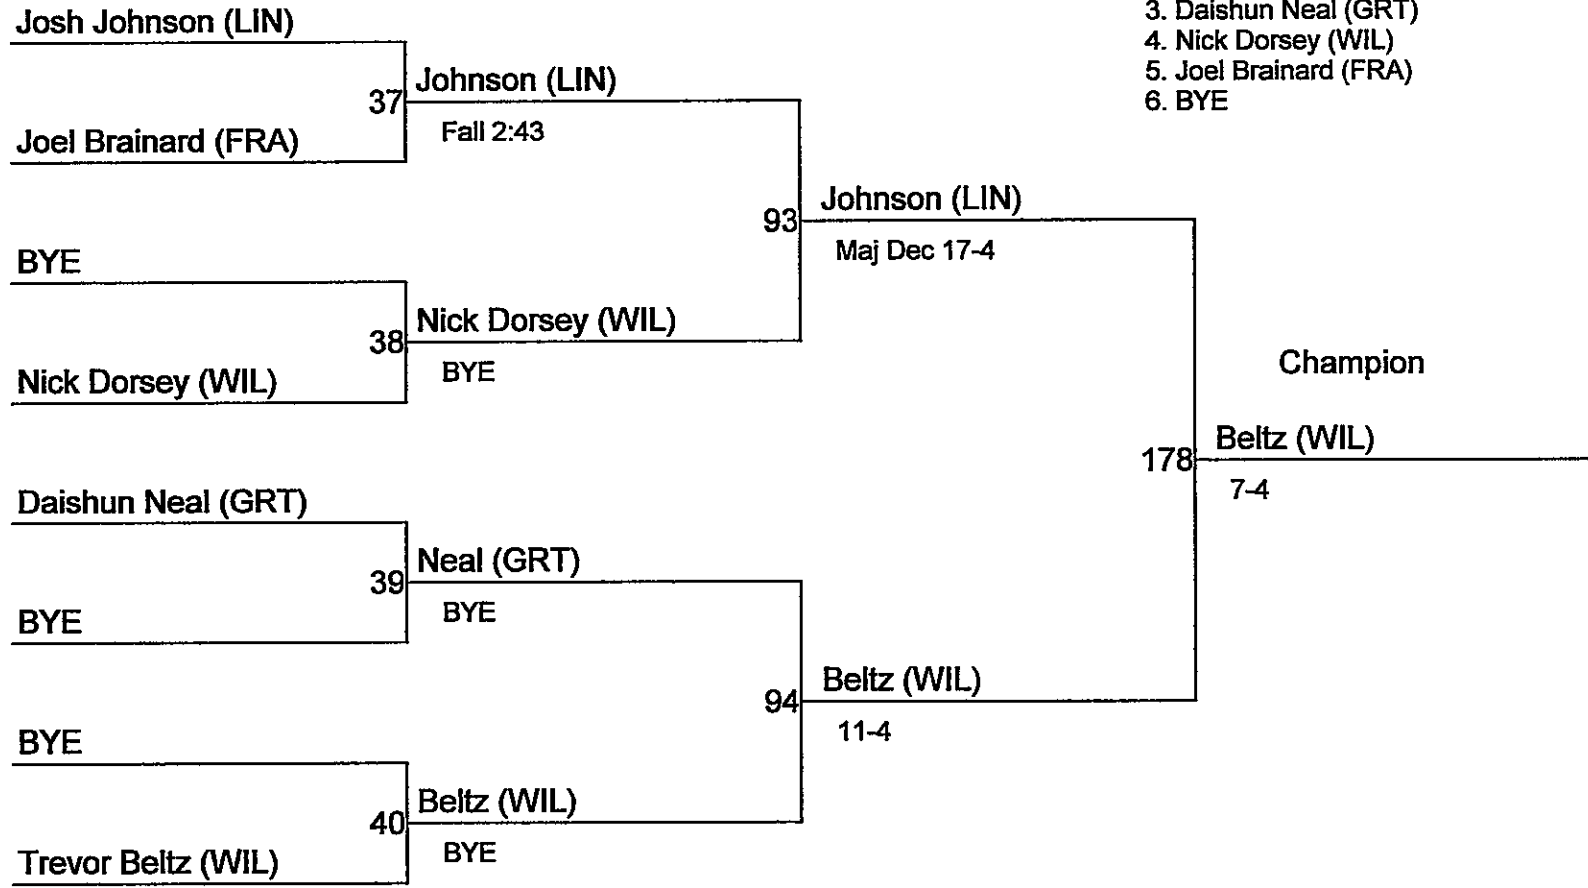 Josh Johnson (LIN)
37
Johnson (LIN)
Fall 2:43
Joel Brainard (FRA)
BYE
38
Nick Dorsey (WIL)
BYE
Nick Dorsey (WIL)
93
Johnson (LIN)
Maj Dec 17-4
Daishun Neal (GRT)
39
Neal (GRT)
BYE
BYE
BYE
40
Beltz (WIL)
BYE
Trevor Beltz (WIL)
94
Beltz (WIL)
11-4
Champion
178
Beltz (WIL)
7-4
3. Daishun Neal (GRT)
4. Nick Dorsey (WIL)
5. Joel Brainard (FRA)
6. BYE